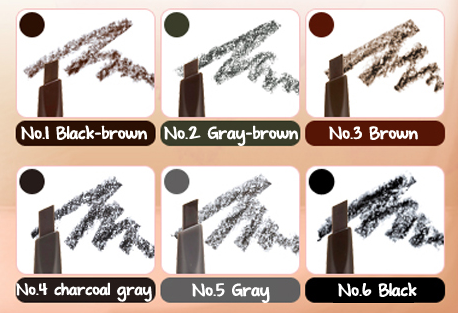 No.1 Black-brown
No.2 Gray-brown
No.3 Brown
No.4 charcoal gray
No.5 Gray
No.6 Black